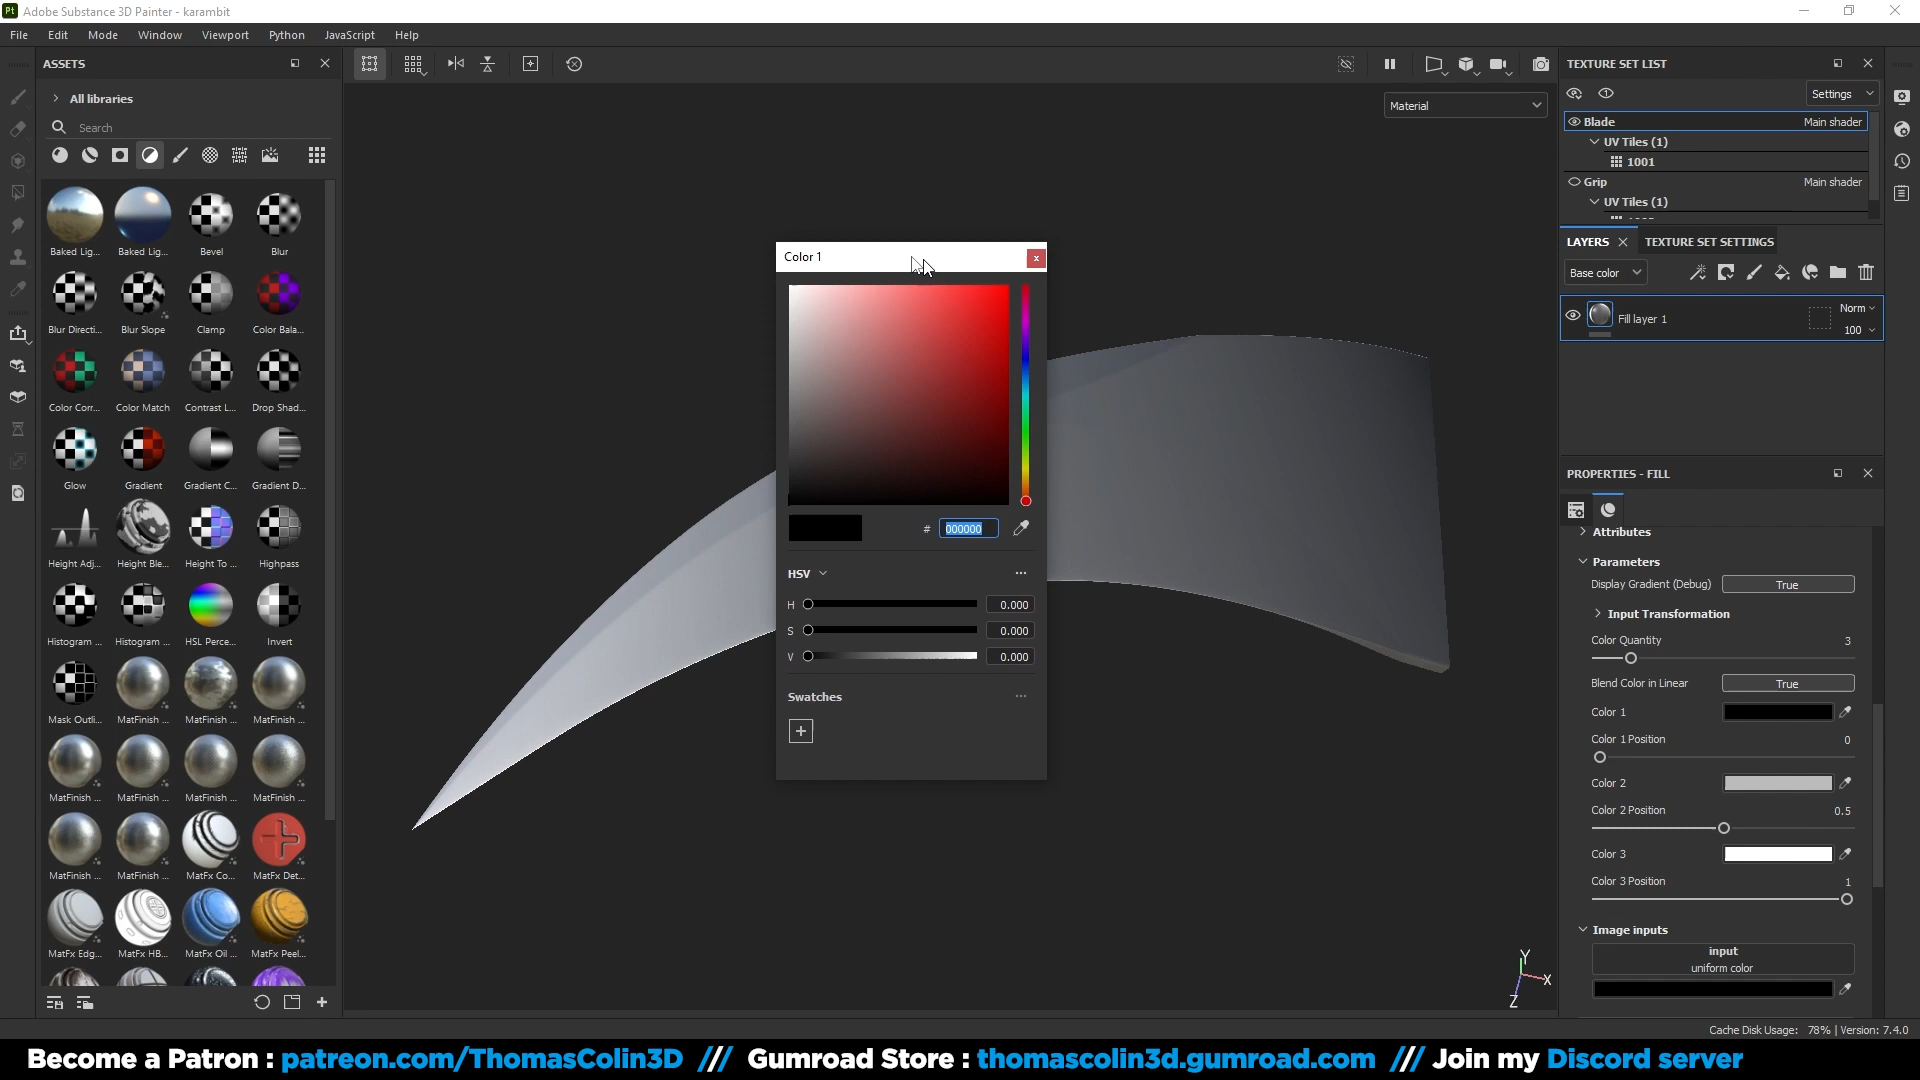 Pt Adobe Substance 3D Painter - karambit
File Edit Mode Window Viewport Python JavaScript Help
ASSETS
All libraries
Search
Baked Lig... Baked Lig... Bevel Blur
Blur Directi... Blur Slope Clamp Color Bala...
Color Corr... Color Match Contrast L... Drop Shad...
Glow Gradient Gradient C... Gradient D...
Height Adj... Height Ble... Height To ... Highpass
Histogram ... Histogram ... HSL Perce... Invert
Mask Outli... MatFinish ... MatFinish ... MatFinish ...
MatFinish ... MatFinish ... MatFinish ... MatFinish ...
MatFinish ... MatFinish ... MatFx Co... MatFx Det...
MatFx Edg... MatFx HB... MatFx Oil ... MatFx Peel...
Material
Color 1
# 000000
HSV
H 0.000
S 0.000
V 0.000
Swatches
Y
X
Z
TEXTURE SET LIST
Settings
Blade Main shader
UV Tiles (1)
1001
Grip Main shader
UV Tiles (1)
LAYERS TEXTURE SET SETTINGS
Base color
Fill layer 1 Norm
100
PROPERTIES - FILL
Attributes
Parameters
Display Gradient (Debug) True
Input Transformation
Color Quantity 3
Blend Color in Linear True
Color 1
Color 1 Position 0
Color 2
Color 2 Position 0.5
Color 3
Color 3 Position 1
Image inputs
input
uniform color
Cache Disk Usage: 78% | Version: 7.4.0
Become a Patron : patreon.com/ThomasColin3D /// Gumroad Store : thomascolin3d.gumroad.com /// Join my Discord server